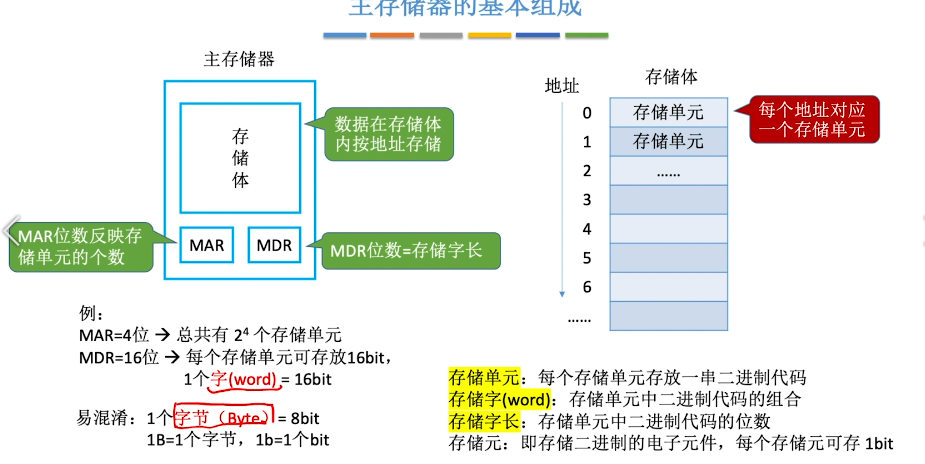 主存储器的基本组成
主存储器
存储体
数据在存储体
内按地址存储
MAR
MDR
MAR位数反映存
储单元的个数
MDR位数=存储字长
地址
存储体
0
存储单元
1
存储单元
2
……
3
4
5
6
……
每个地址对应
一个存储单元
例：
MAR=4位 → 总共有 2⁴ 个存储单元
MDR=16位 → 每个存储单元可存放16bit，
1个字(word) = 16bit
易混淆：1个字节（Byte）= 8bit
1B=1个字节，1b=1个bit
存储单元：每个存储单元存放一串二进制代码
存储字(word)：存储单元中二进制代码的组合
存储字长：存储单元中二进制代码的位数
存储元：即存储二进制的电子元件，每个存储元可存 1bit